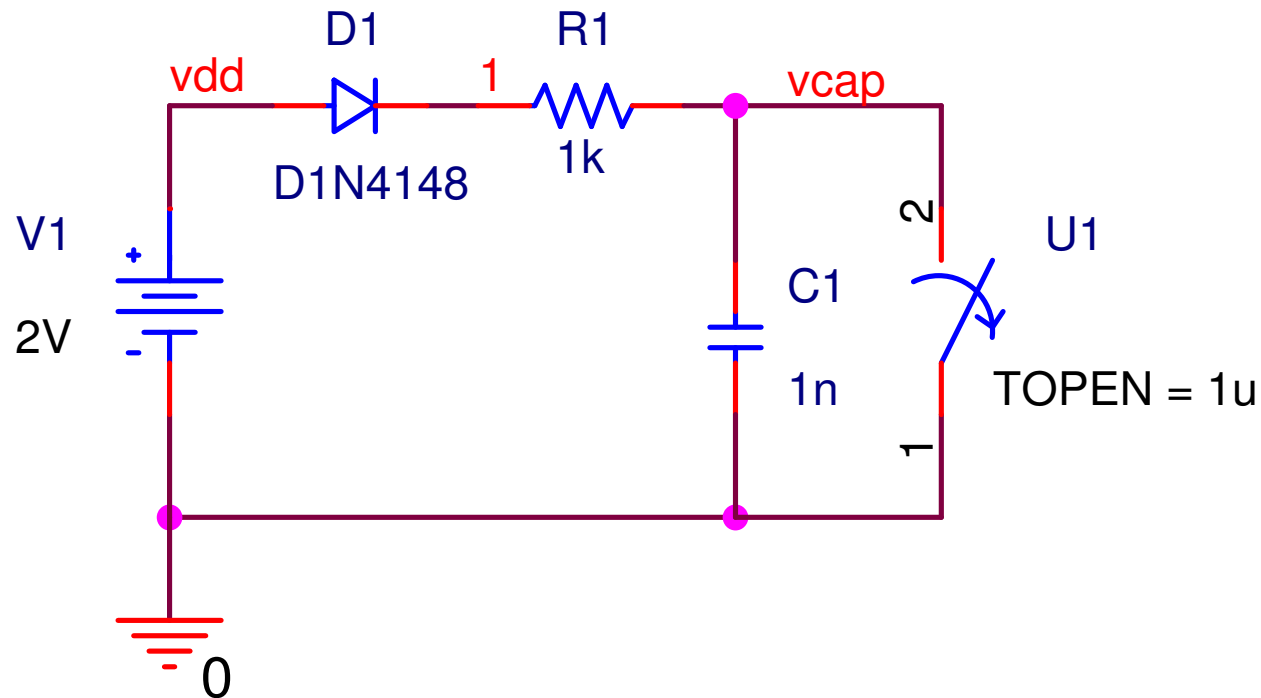 D1
R1
vdd
1
vcap
1k
D1N4148
2
V1
+
U1
C1
2V
-
1n
TOPEN = 1u
1
0